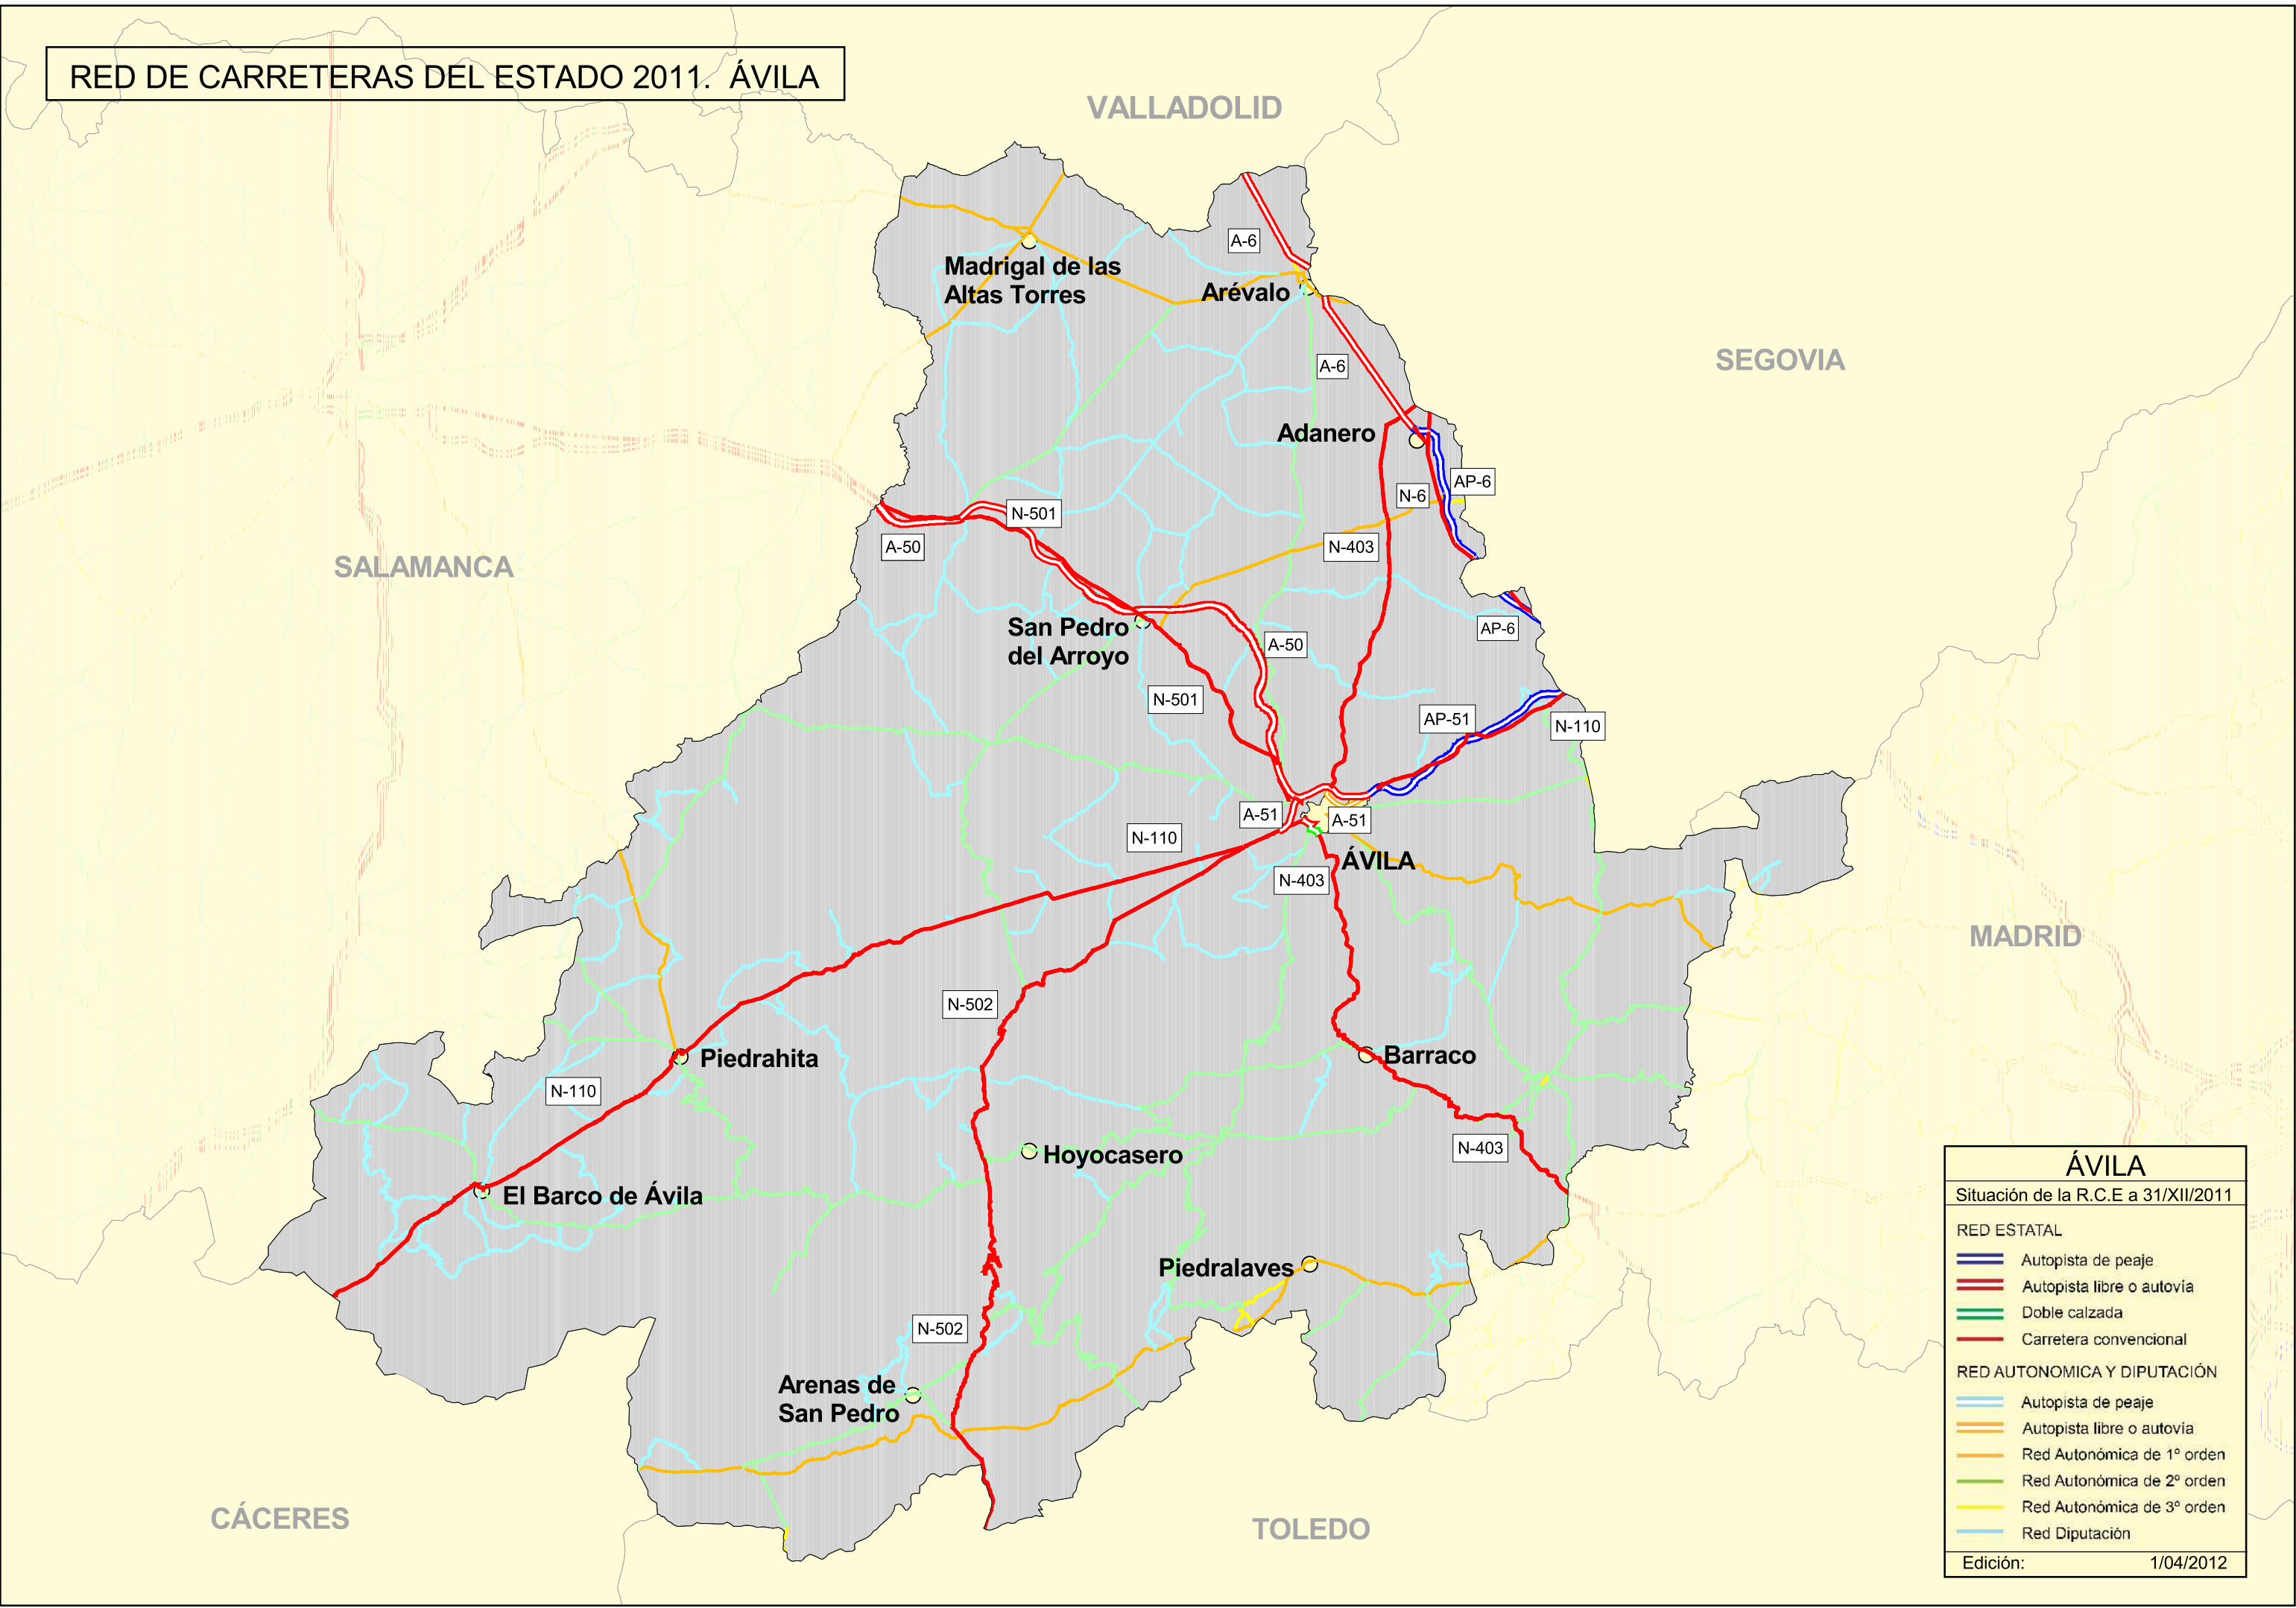 RED DE CARRETERAS DEL ESTADO 2011. ÁVILA
VALLADOLID
A-6
Madrigal de las
Altas Torres
Arévalo
SEGOVIA
A-6
Adanero
AP-6
N-6
N-501
A-50
N-403
SALAMANCA
San Pedro
del Arroyo
AP-6
A-50
N-501
AP-51
N-110
A-51
A-51
N-110
ÁVILA
N-403
MADRID
N-502
Piedrahita
Barraco
N-110
N-403
Hoyocasero
El Barco de Ávila
Piedralaves
N-502
Arenas de
San Pedro
CÁCERES
TOLEDO
ÁVILA
Situación de la R.C.E a 31/XII/2011
RED ESTATAL
Autopista de peaje
Autopista libre o autovía
Doble calzada
Carretera convencional
RED AUTONOMICA Y DIPUTACIÓN
Autopista de peaje
Autopista libre o autovía
Red Autonómica de 1º orden
Red Autonómica de 2º orden
Red Autonómica de 3º orden
Red Diputación
Edición: 1/04/2012